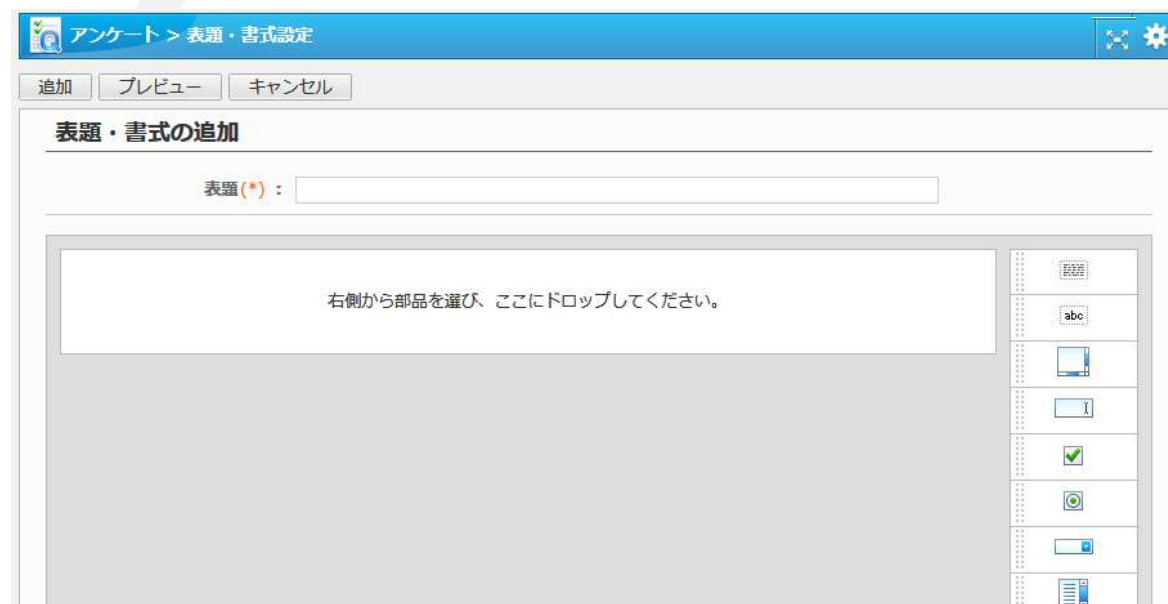 アンケート > 表題・書式設定
追加 プレビュー キャンセル
表題・書式の追加
表題(*) :
右側から部品を選び、ここにドロップしてください。
abc